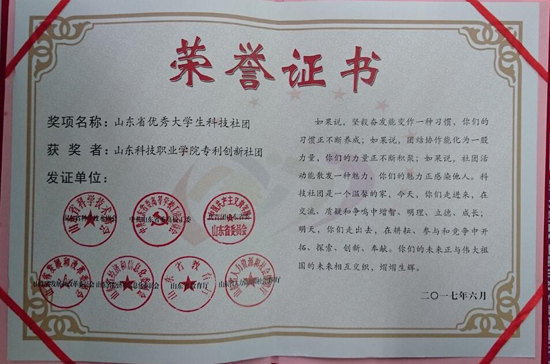 荣誉证书
奖项名称：山东省优秀大学生科技社团
获奖者：山东科技职业学院专利创新社团
发证单位：
山东省委员会
如果说，坚毅奋发能变作一种习惯，你们的
习惯正不断养成；如果说，团结协作能化为一股
力量，你们的力量正不断积聚；如果说，社团活
动能散发一种魅力，你们的魅力正感染他人。科
技社团是一个温馨的家，今天，你们走进来，在
交流、质疑和争鸣中增智、明理、立德、成长；
明天，你们走出去，在耕耘、参与和竞争中开
拓、探索、创新、奉献。你们的未来正与伟大祖
国的未来相互交织，熠熠生辉。
二〇一七年六月